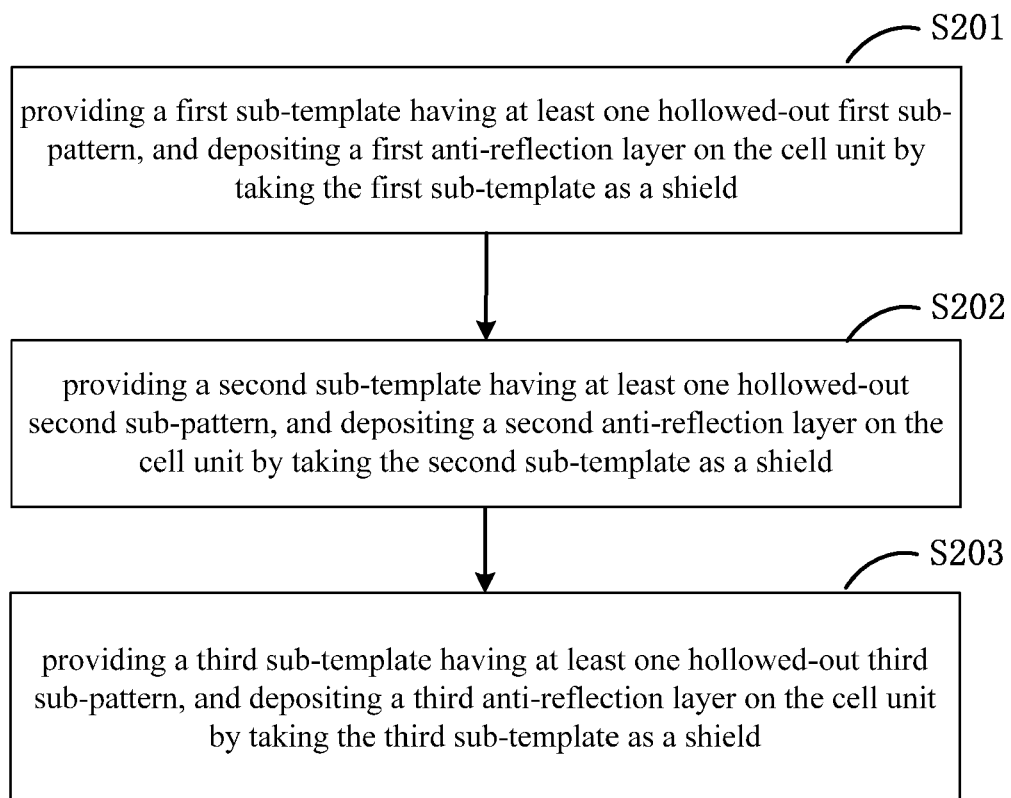 S201
providing a first sub-template having at least one hollowed-out first sub-
pattern, and depositing a first anti-reflection layer on the cell unit by
taking the first sub-template as a shield
S202
providing a second sub-template having at least one hollowed-out
second sub-pattern, and depositing a second anti-reflection layer on the
cell unit by taking the second sub-template as a shield
S203
providing a third sub-template having at least one hollowed-out third
sub-pattern, and depositing a third anti-reflection layer on the cell unit
by taking the third sub-template as a shield